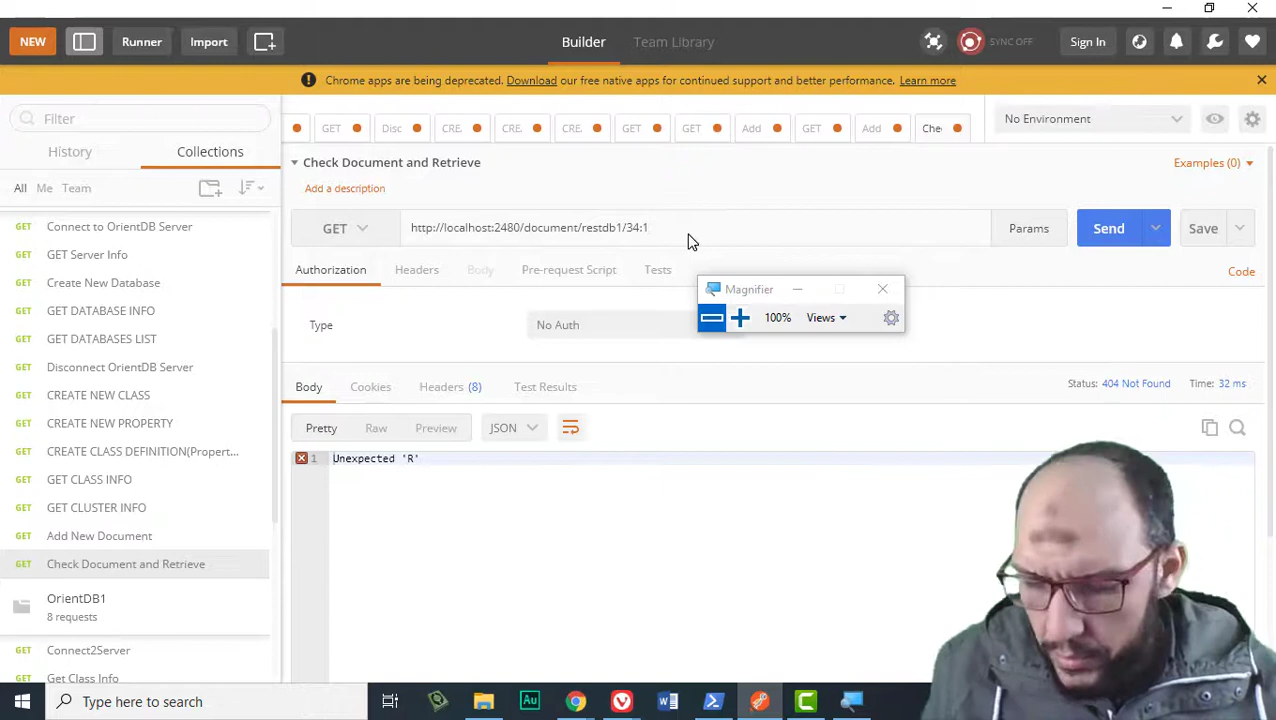 NEW Runner Import Builder Team Library SYNC OFF Sign In
Chrome apps are being deprecated. Download our free native apps for continued support and better performance. Learn more
Filter
GET Disc CRE CRE CRE GET GET Add GET Add Che
No Environment
History Collections
Check Document and Retrieve
Examples (0)
All Me Team
Add a description
GET Connect to OrientDB Server
GET http://localhost:2480/document/restdb1/34:1 Params Send Save
GET GET Server Info
GET Create New Database
Authorization Headers Body Pre-request Script Tests Code
Magnifier
GET GET DATABASE INFO
100% Views
Type No Auth
GET GET DATABASES LIST
GET Disconnect OrientDB Server
Body Cookies Headers (8) Test Results Status: 404 Not Found Time: 32 ms
GET CREATE NEW CLASS
GET CREATE NEW PROPERTY
Pretty Raw Preview JSON
GET CREATE CLASS DEFINITION(Propert...
1 Unexpected 'R'
GET GET CLASS INFO
GET GET CLUSTER INFO
GET Add New Document
GET Check Document and Retrieve
OrientDB1
8 requests
GET Connect2Server
GET Get Class Info
Type here to search
Au